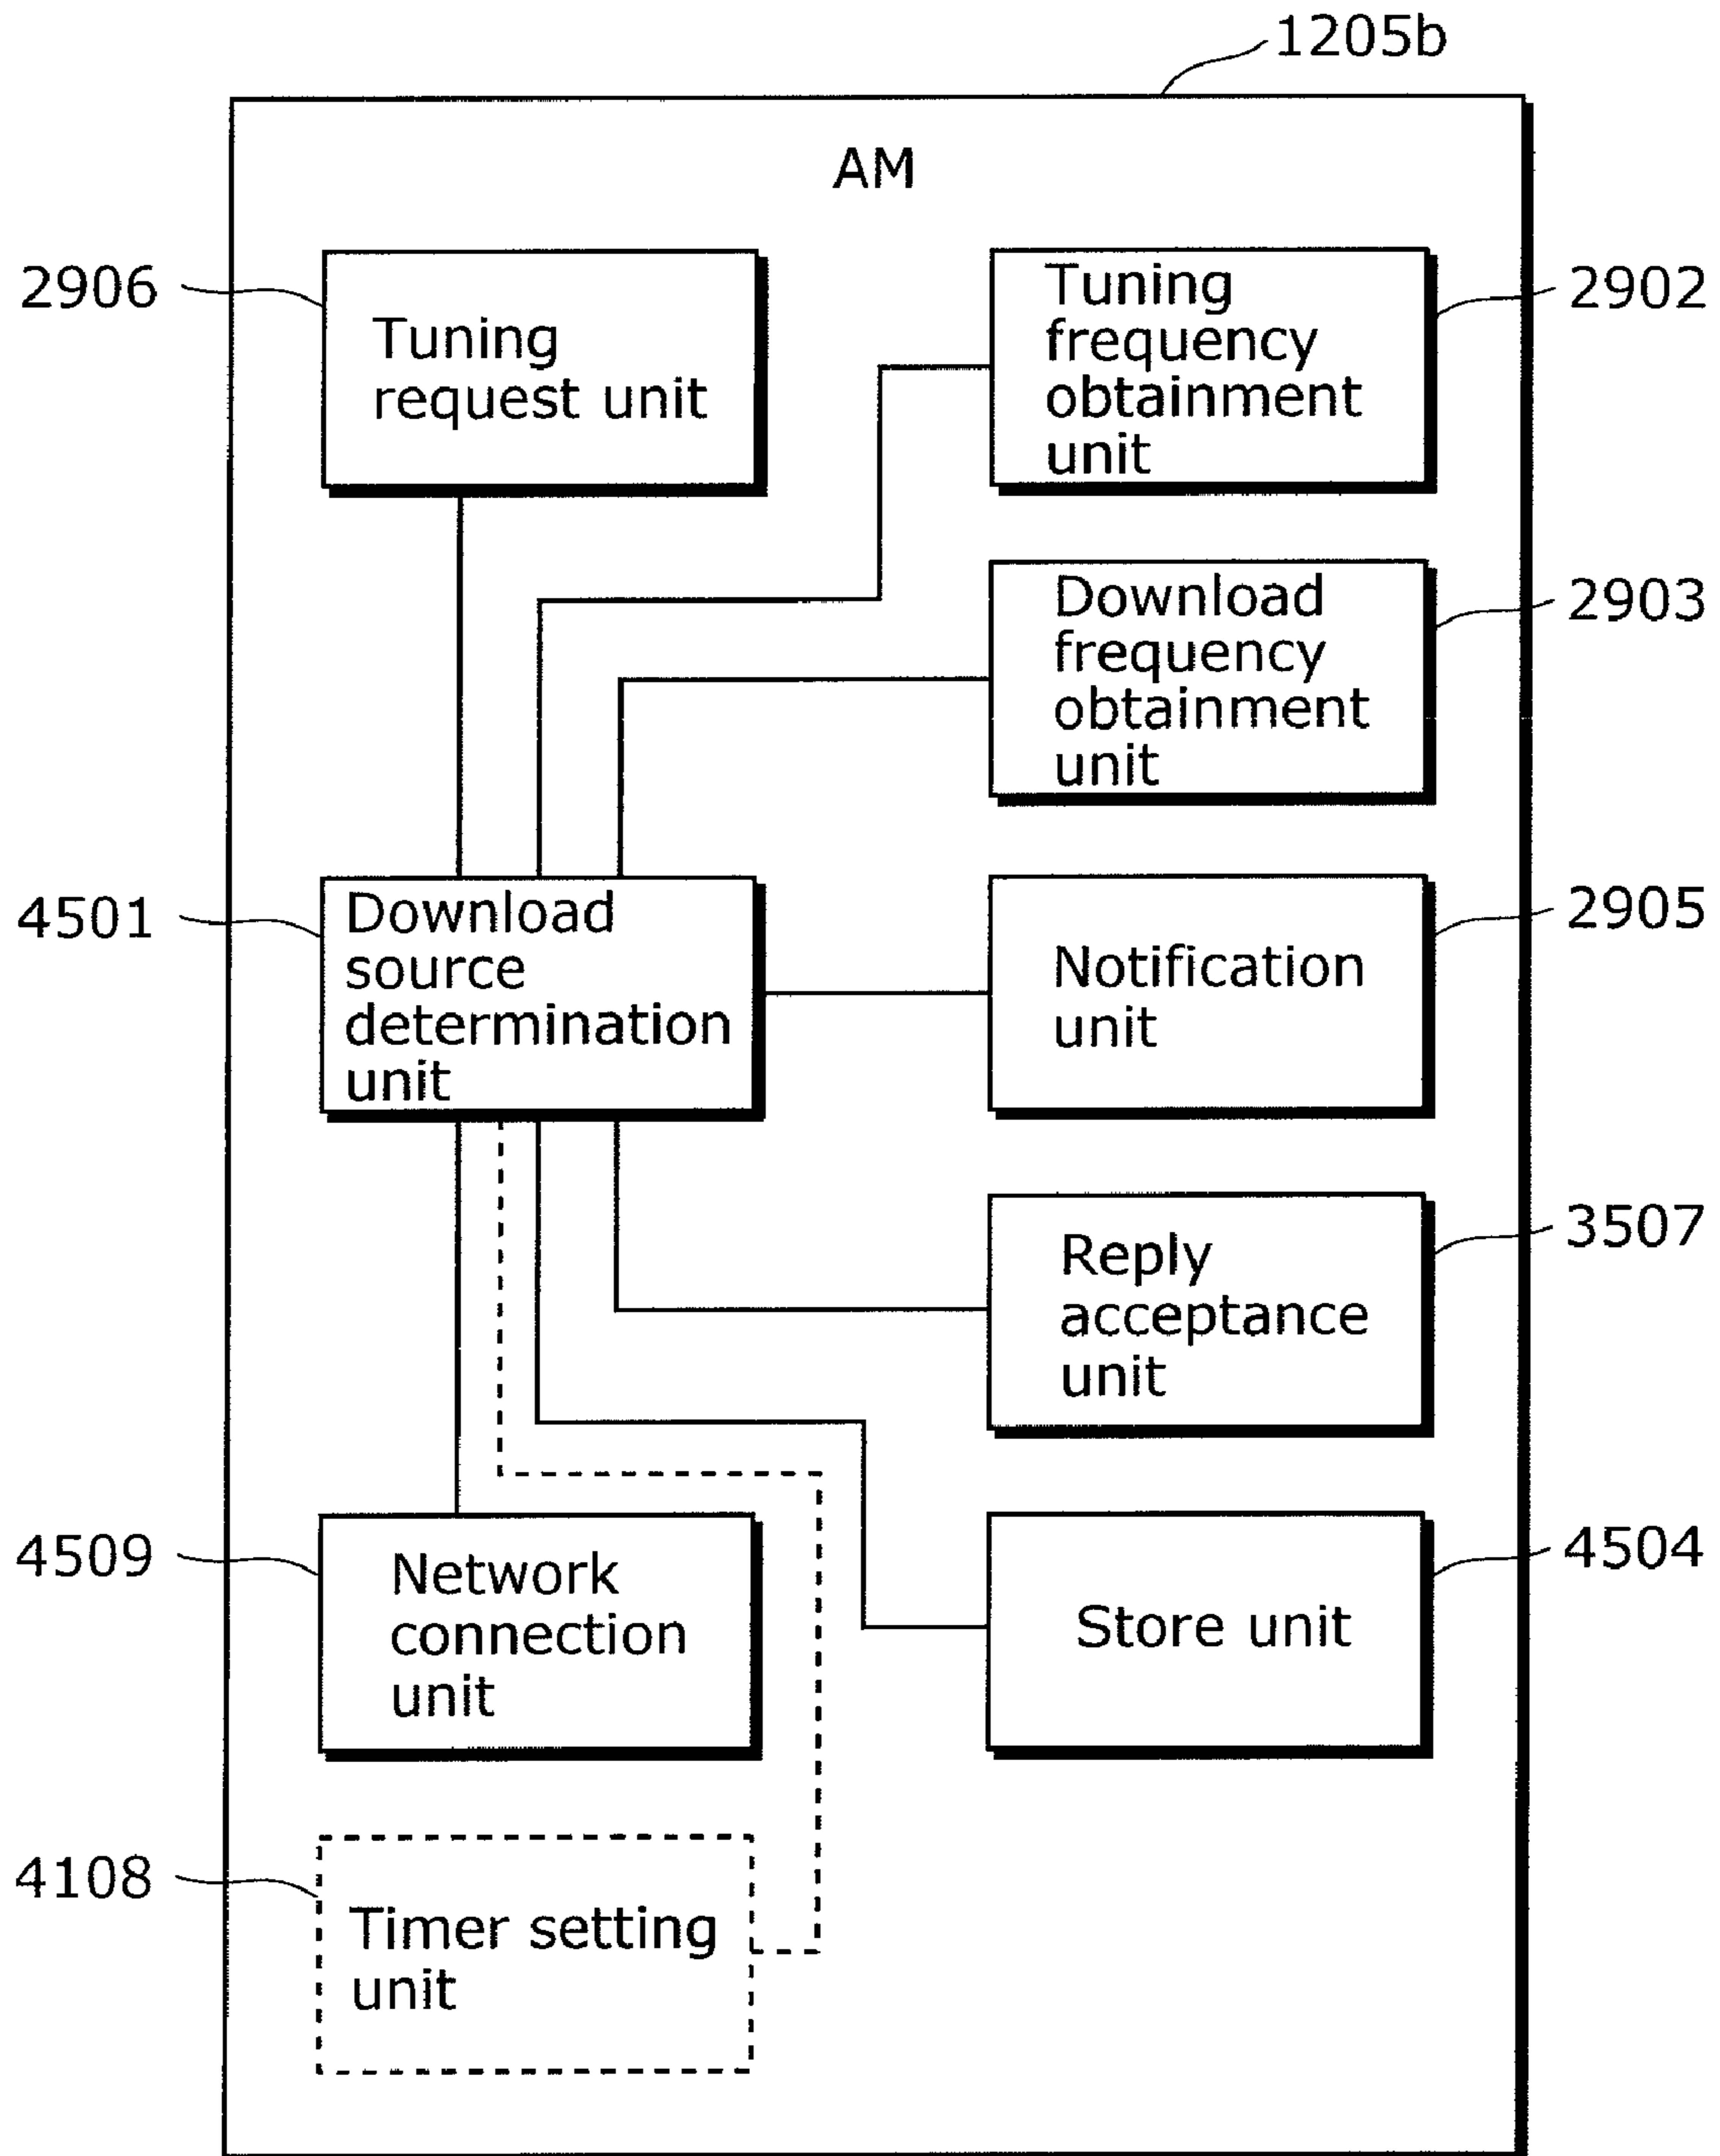 1205b
AM
2906
Tuning
request unit
Tuning
frequency
obtainment
unit
2902
Download
frequency
obtainment
unit
2903
4501
Download
source
determination
unit
Notification
unit
2905
Reply
acceptance
unit
3507
4509
Network
connection
unit
Store unit
4504
4108
Timer setting
unit